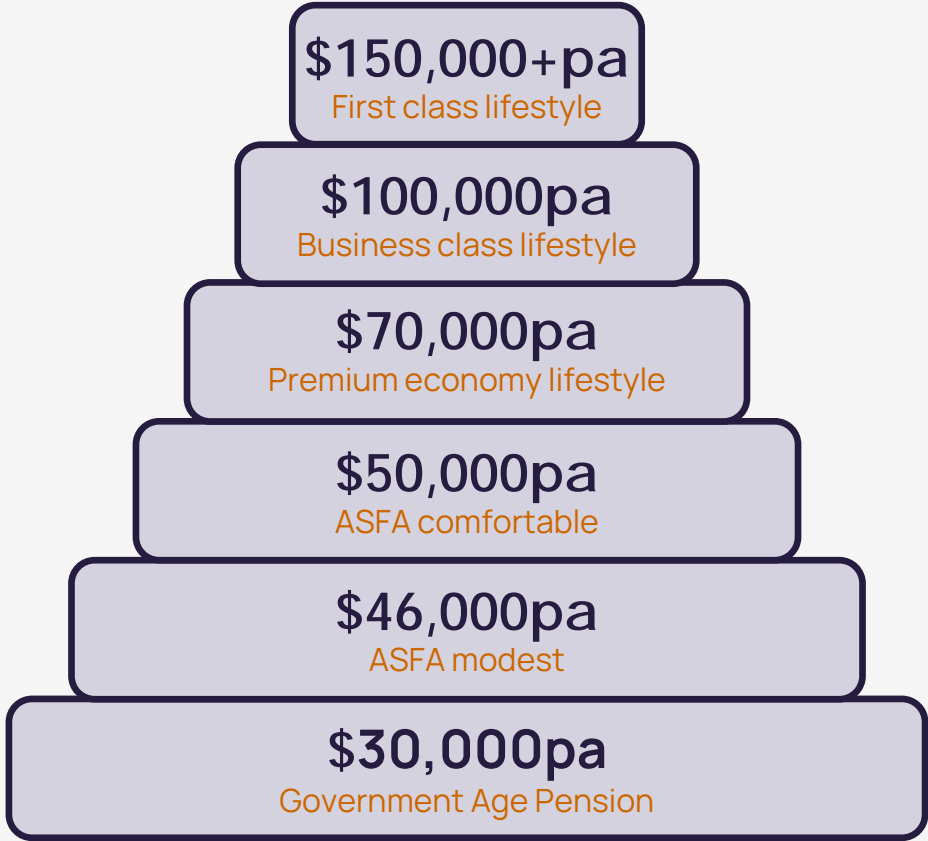 $150,000+pa
First class lifestyle
$100,000pa
Business class lifestyle
$70,000pa
Premium economy lifestyle
$50,000pa
ASFA comfortable
$46,000pa
ASFA modest
$30,000pa
Government Age Pension